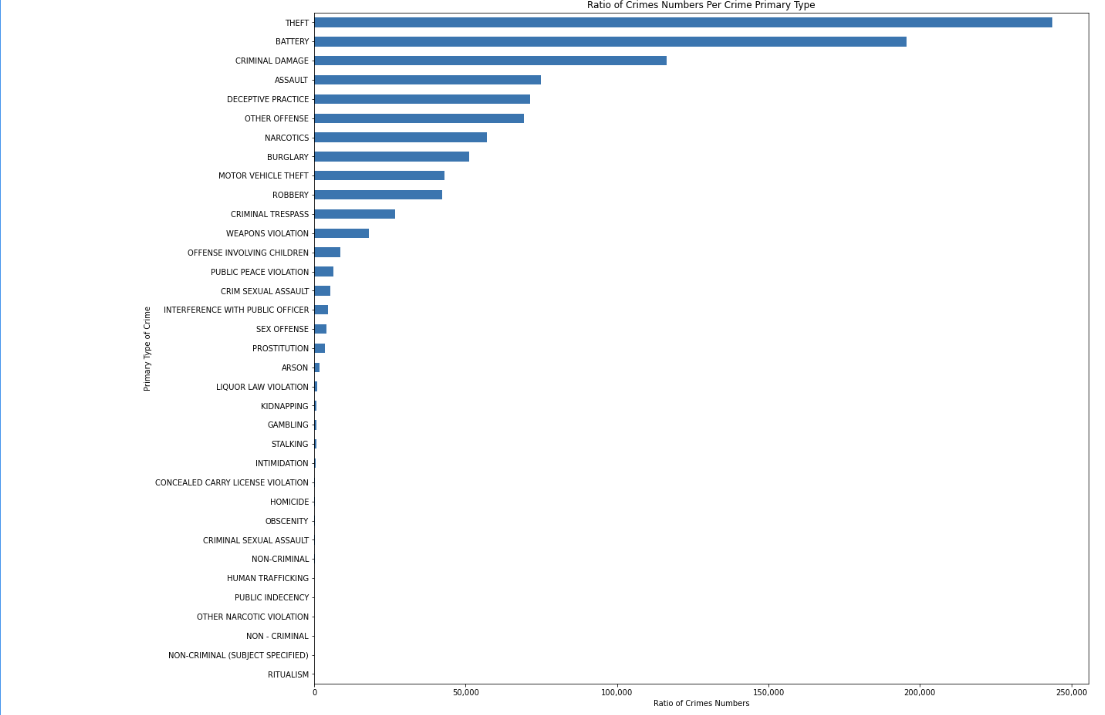 Ratio of Crimes Numbers Per Crime Primary Type
THEFT
BATTERY
CRIMINAL DAMAGE
ASSAULT
DECEPTIVE PRACTICE
OTHER OFFENSE
NARCOTICS
BURGLARY
MOTOR VEHICLE THEFT
ROBBERY
CRIMINAL TRESPASS
WEAPONS VIOLATION
OFFENSE INVOLVING CHILDREN
PUBLIC PEACE VIOLATION
CRIM SEXUAL ASSAULT
INTERFERENCE WITH PUBLIC OFFICER
SEX OFFENSE
PROSTITUTION
ARSON
LIQUOR LAW VIOLATION
KIDNAPPING
GAMBLING
STALKING
INTIMIDATION
CONCEALED CARRY LICENSE VIOLATION
HOMICIDE
OBSCENITY
CRIMINAL SEXUAL ASSAULT
NON-CRIMINAL
HUMAN TRAFFICKING
PUBLIC INDECENCY
OTHER NARCOTIC VIOLATION
NON - CRIMINAL
NON-CRIMINAL (SUBJECT SPECIFIED)
RITUALISM
Primary Type of Crime
0 50,000 100,000 150,000 200,000 250,000
Ratio of Crimes Numbers